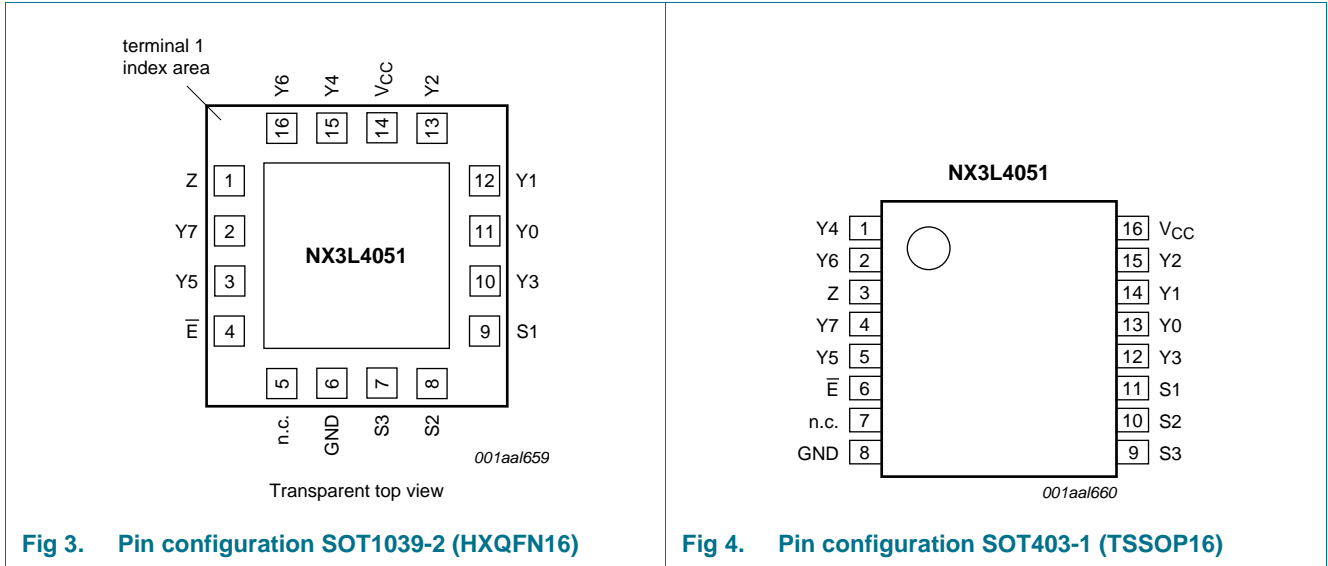 terminal 1
index area
Y6 Y4 VCC Y2
16 15 14 13
Z 1 12 Y1
Y7 2 11 Y0
NX3L4051
Y5 3 10 Y3
E̅ 4 9 S1
5 6 7 8
n.c. GND S3 S2
001aal659
Transparent top view
Fig 3. Pin configuration SOT1039-2 (HXQFN16)
NX3L4051
Y4 1 16 VCC
Y6 2 15 Y2
Z 3 14 Y1
Y7 4 13 Y0
Y5 5 12 Y3
E̅ 6 11 S1
n.c. 7 10 S2
GND 8 9 S3
001aal660
Fig 4. Pin configuration SOT403-1 (TSSOP16)